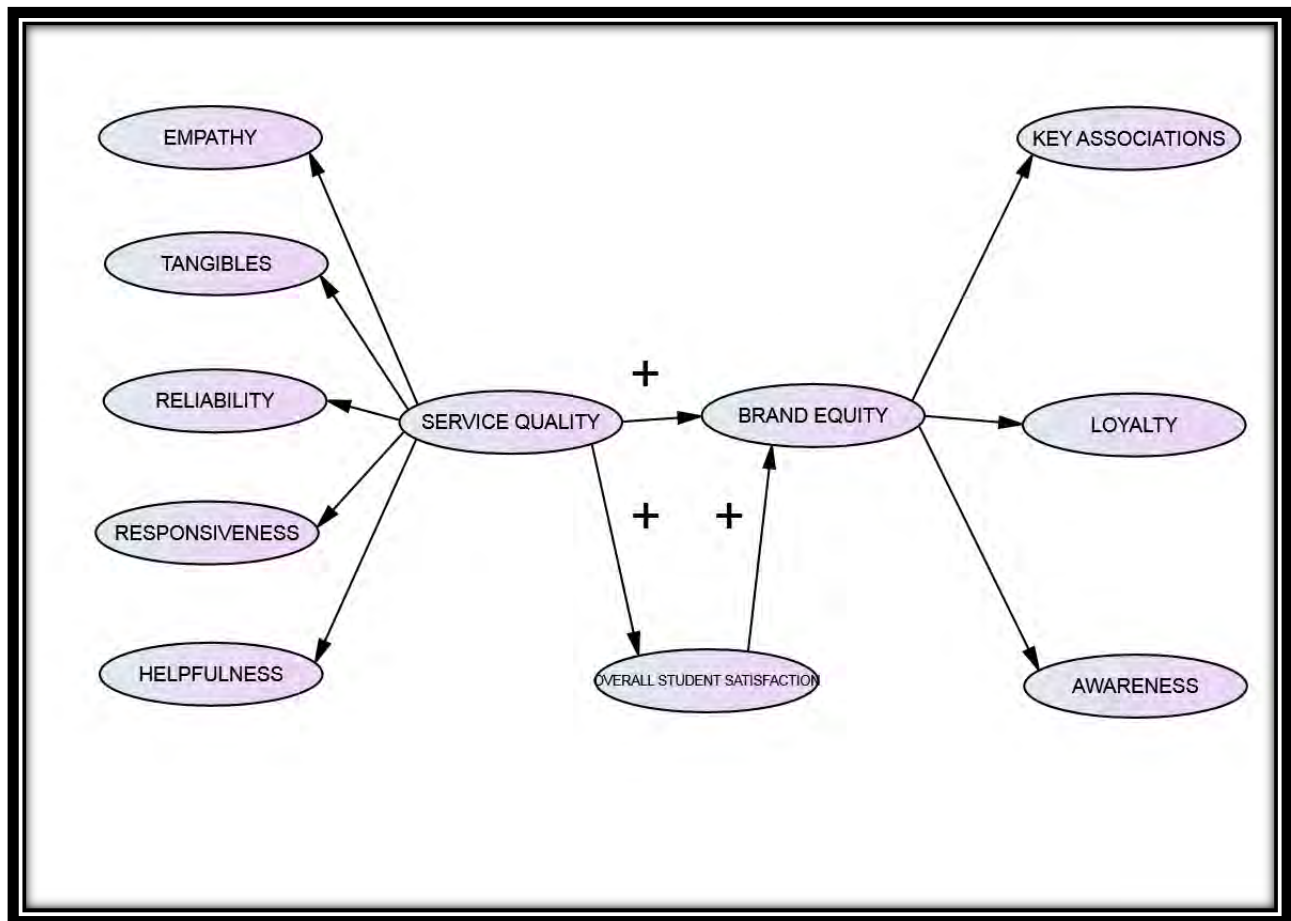 EMPATHY
KEY ASSOCIATIONS
TANGIBLES
RELIABILITY
+
SERVICE QUALITY
BRAND EQUITY
LOYALTY
+ +
RESPONSIVENESS
HELPFULNESS
OVERALL STUDENT SATISFACTION
AWARENESS